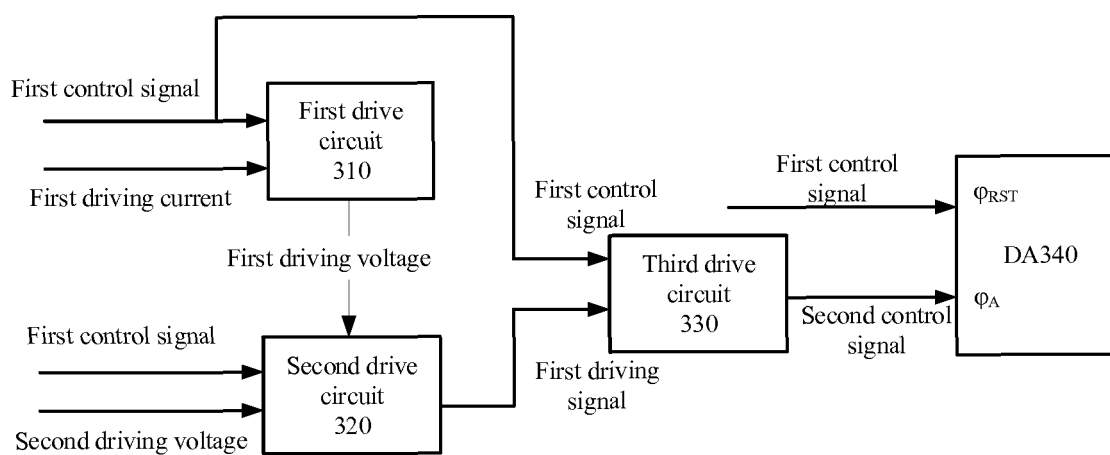 First control signal
First drive
circuit
310
First driving current
First driving voltage
First control signal
Second drive
circuit
320
Second driving voltage
First control
signal
Third drive
circuit
330
First driving
signal
First control
signal
φRST
DA340
φA
Second control
signal